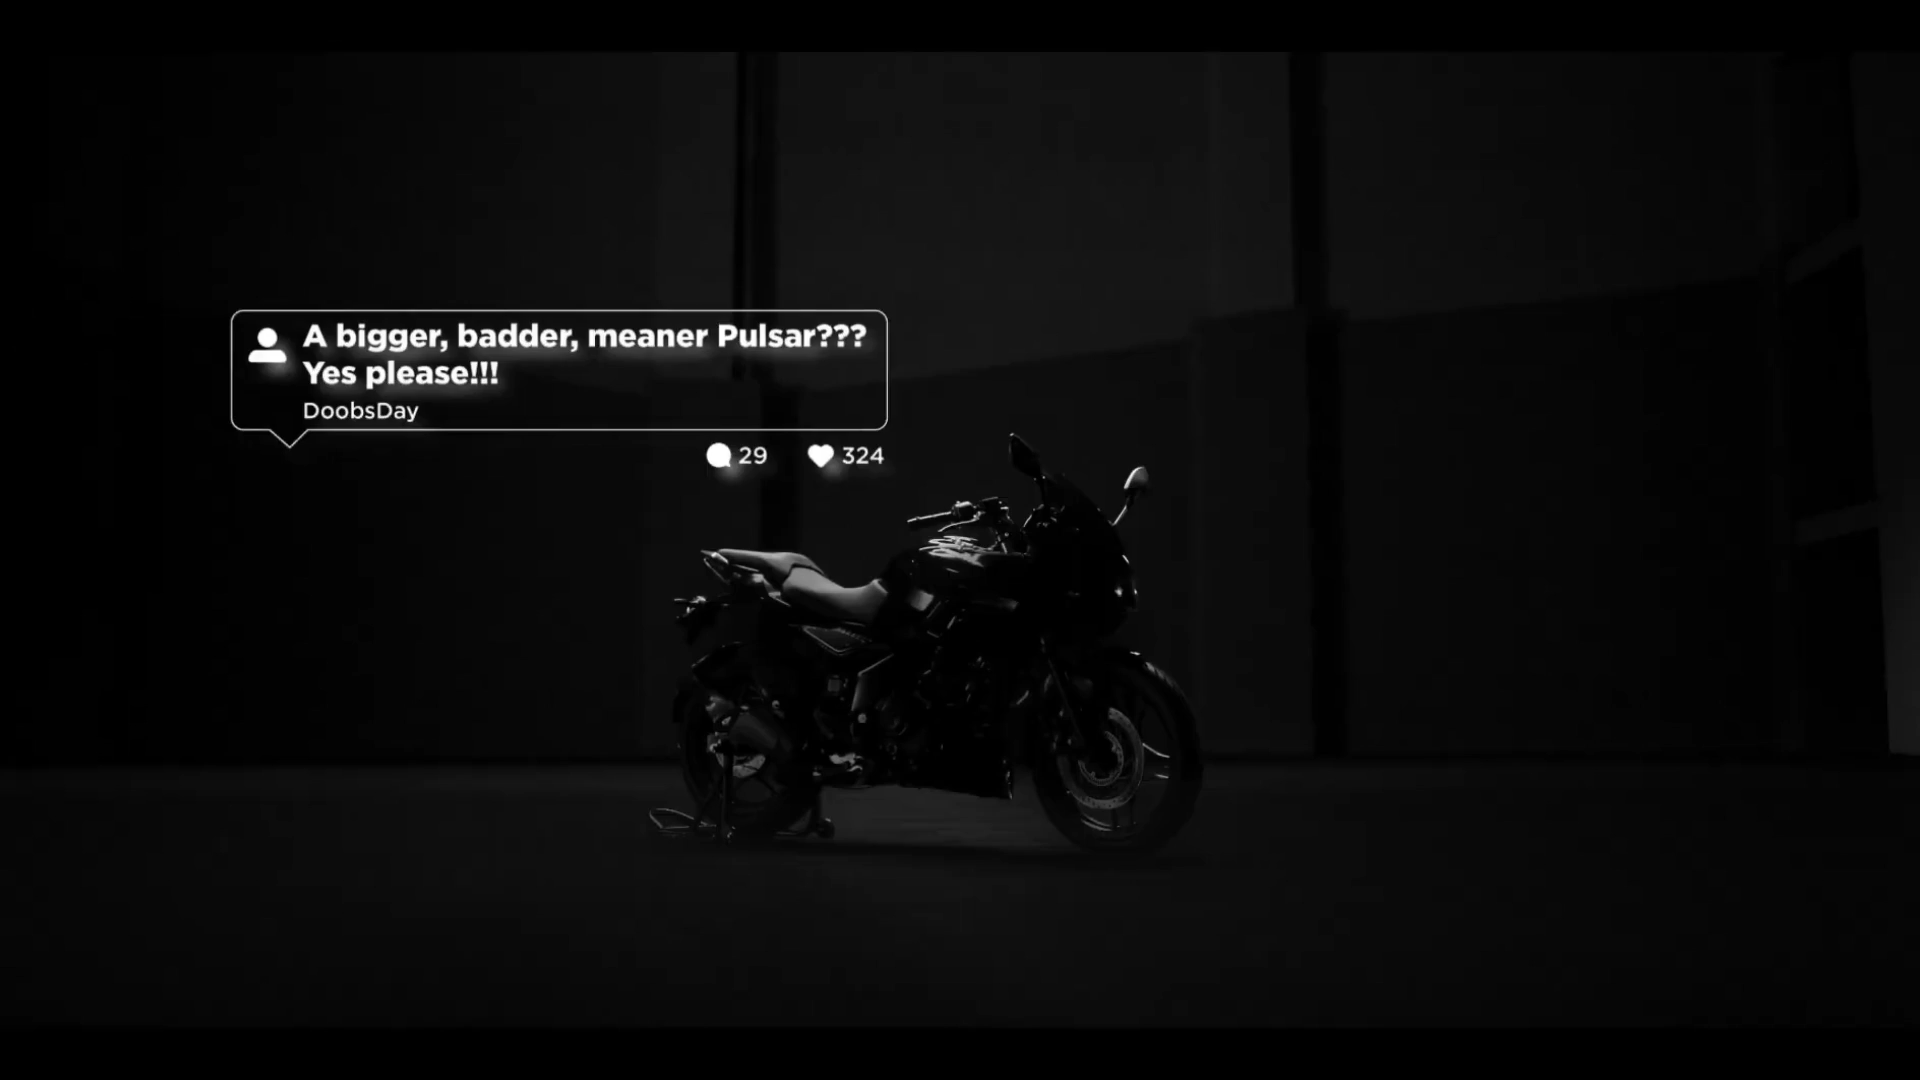 A bigger, badder, meaner Pulsar???
Yes please!!!
DoobsDay
29 324